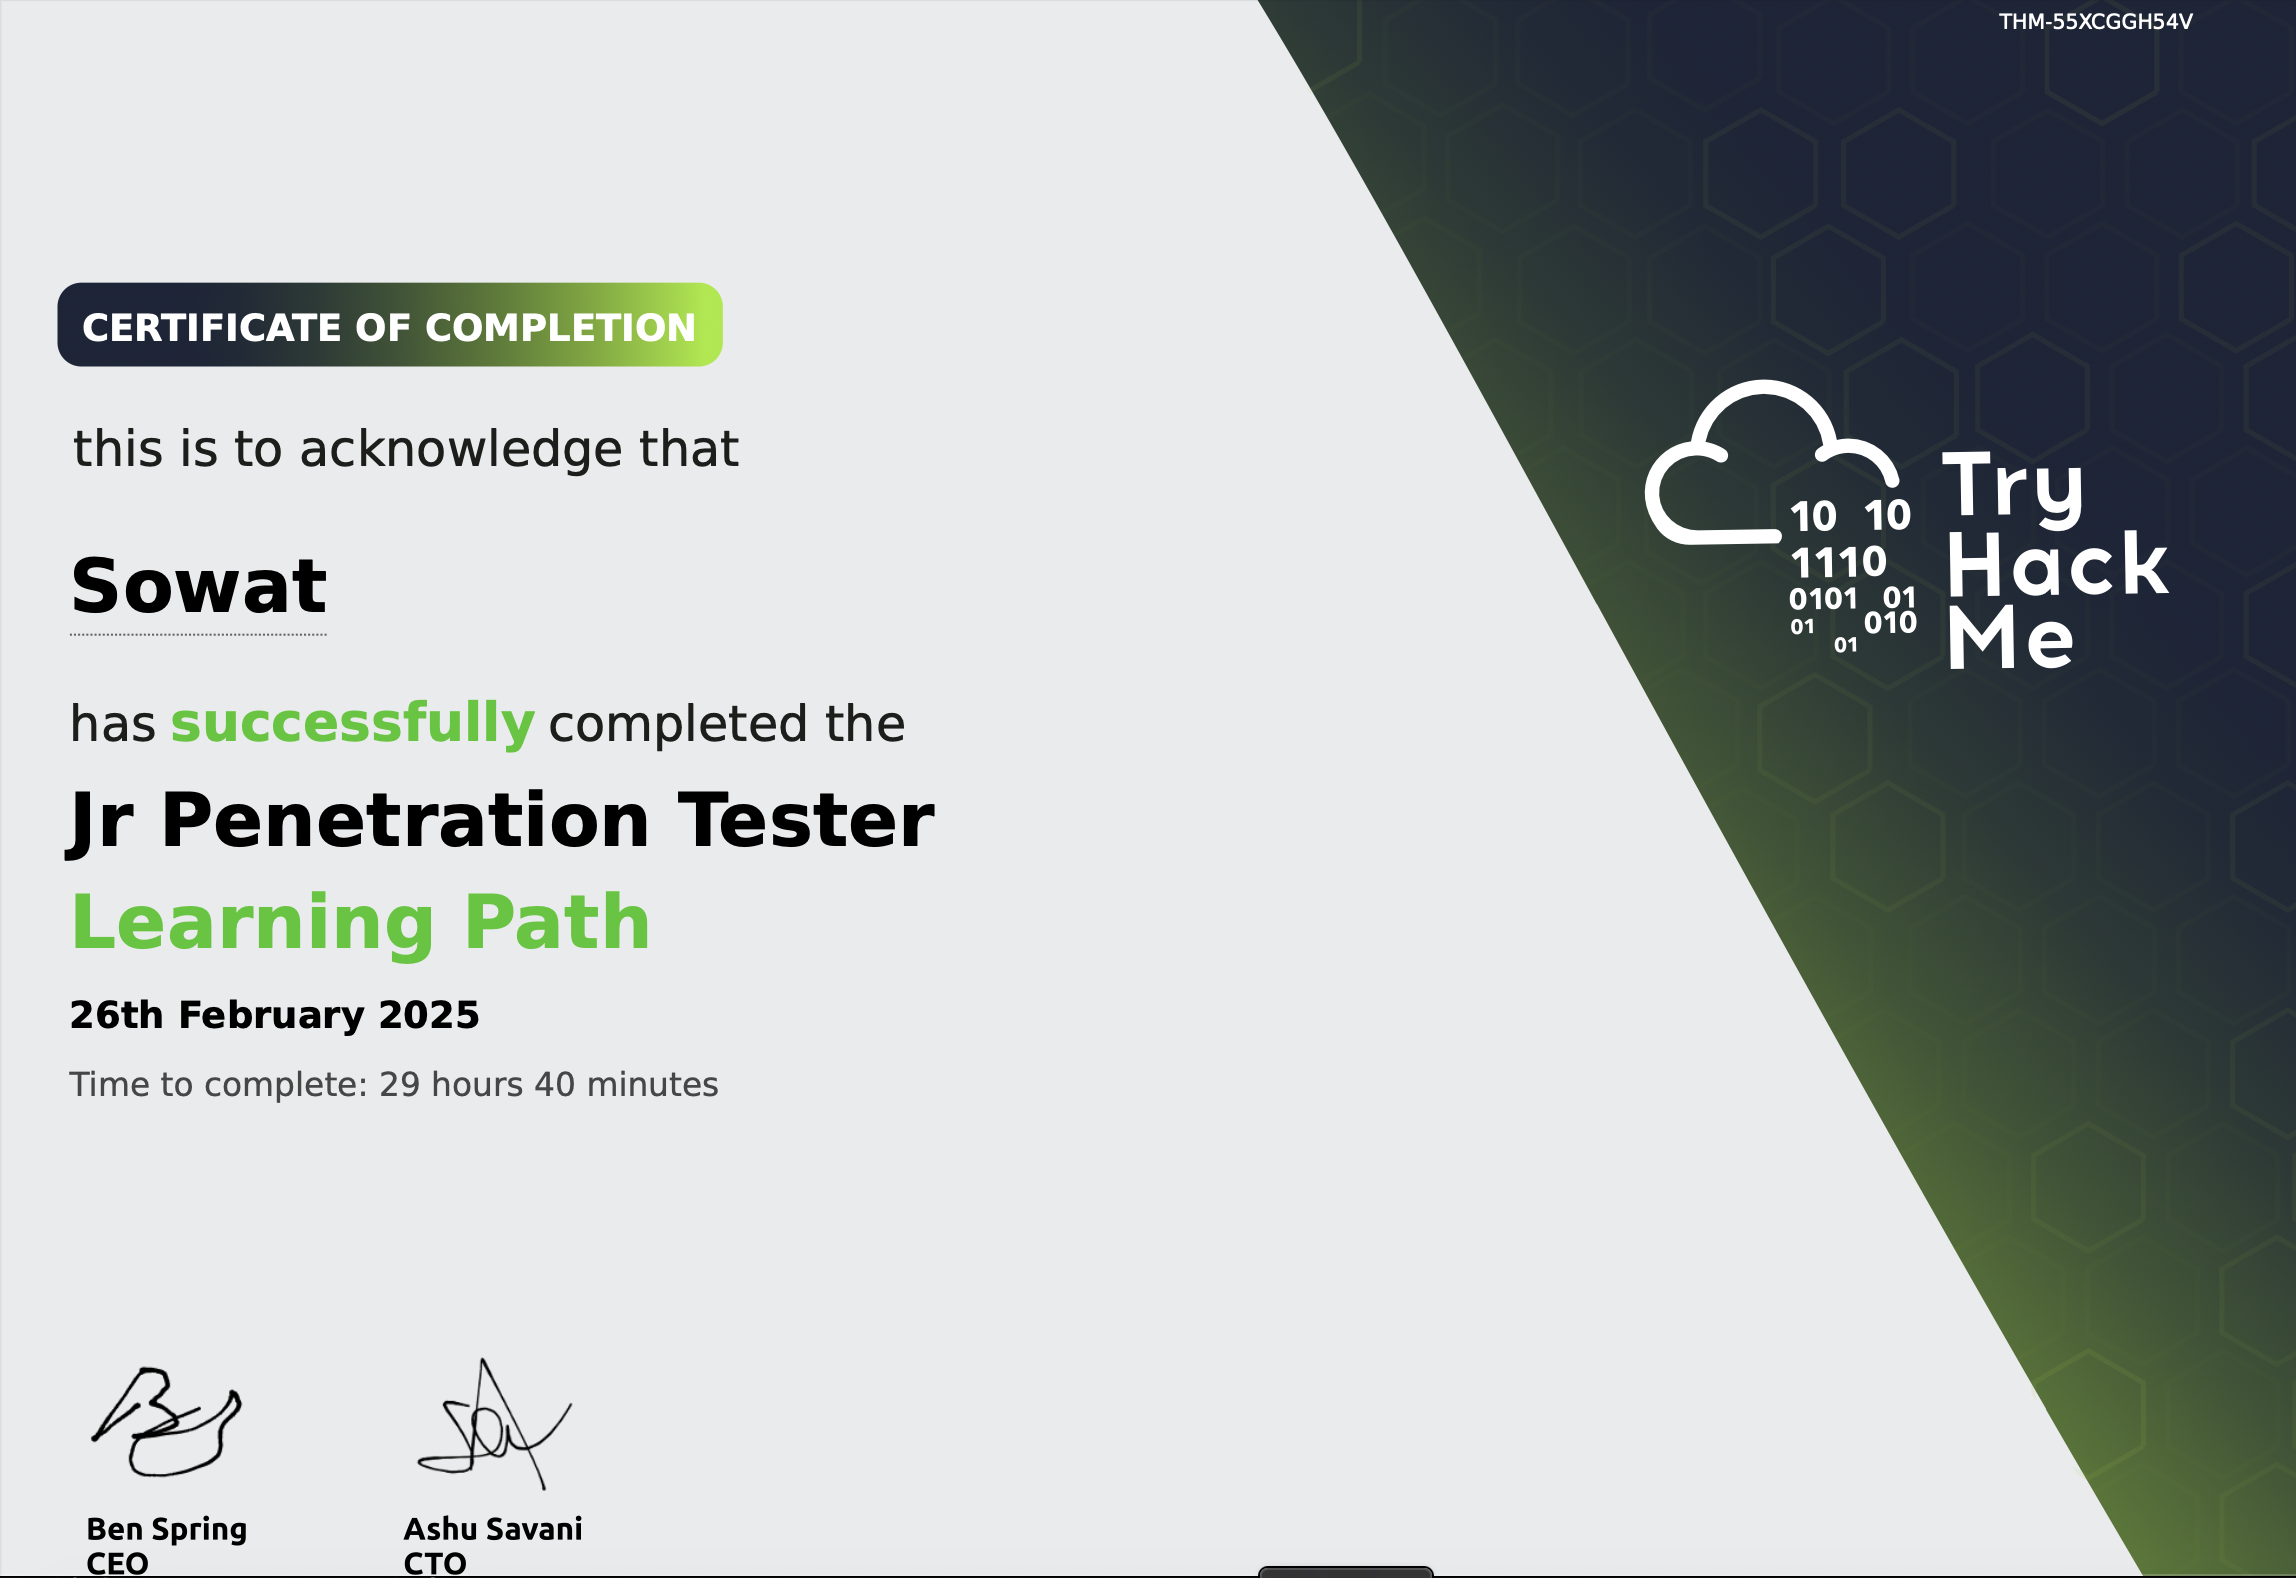 THM-55XCGGH54V
CERTIFICATE OF COMPLETION
this is to acknowledge that
Sowat
has successfully completed the
Jr Penetration Tester
Learning Path
26th February 2025
Time to complete: 29 hours 40 minutes
10 10
1110
0101 01
01 010
01
Try
Hack
Me
Ben Spring
CEO
Ashu Savani
CTO